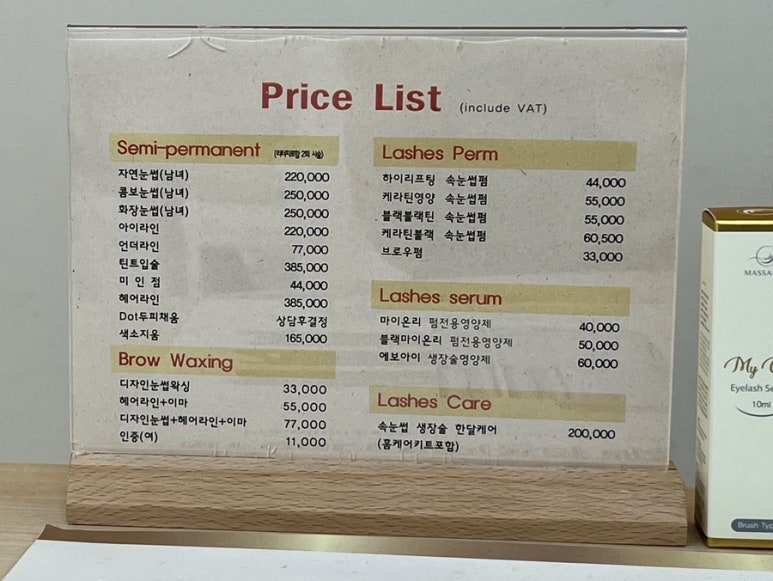 Price List (include VAT)
Semi-permanent (리터치포함 2회 시술)
자연눈썹(남녀) 220,000
콤보눈썹(남녀) 250,000
화장눈썹(남녀) 250,000
아이라인 220,000
언더라인 77,000
틴트입술 385,000
미 인 점 44,000
헤어라인 385,000
Dot두피채움 상담후결정
색소지움 165,000
Brow Waxing
디자인눈썹왁싱 33,000
헤어라인+이마 55,000
디자인눈썹+헤어라인+이마 77,000
인중(여) 11,000
Lashes Perm
하이리프팅 속눈썹펌 44,000
케라틴영양 속눈썹펌 55,000
블랙블랙틴 속눈썹펌 55,000
케라틴블랙 속눈썹펌 60,500
브로우펌 33,000
Lashes serum
마이온리 펌전용영양제 40,000
블랙마이온리 펌전용영양제 50,000
에보아이 생장술영양제 60,000
Lashes Care
속눈썹 생장술 한달케어 200,000
(홈케어키트포함)
My
Eyelash
10ml
Brush